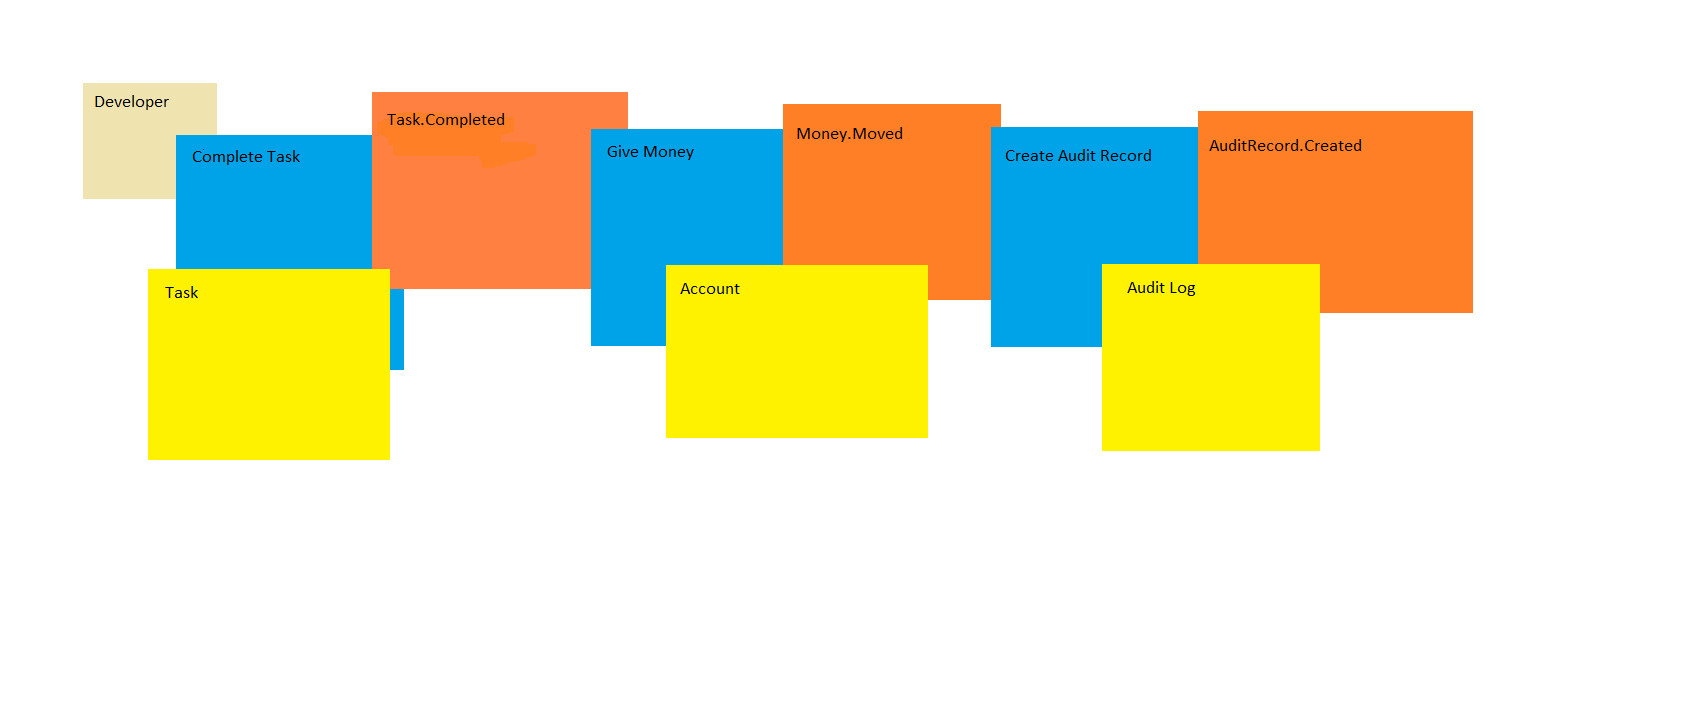 Developer
Complete Task
Task.Completed
Give Money
Money.Moved
Create Audit Record
AuditRecord.Created
Task
Account
Audit Log